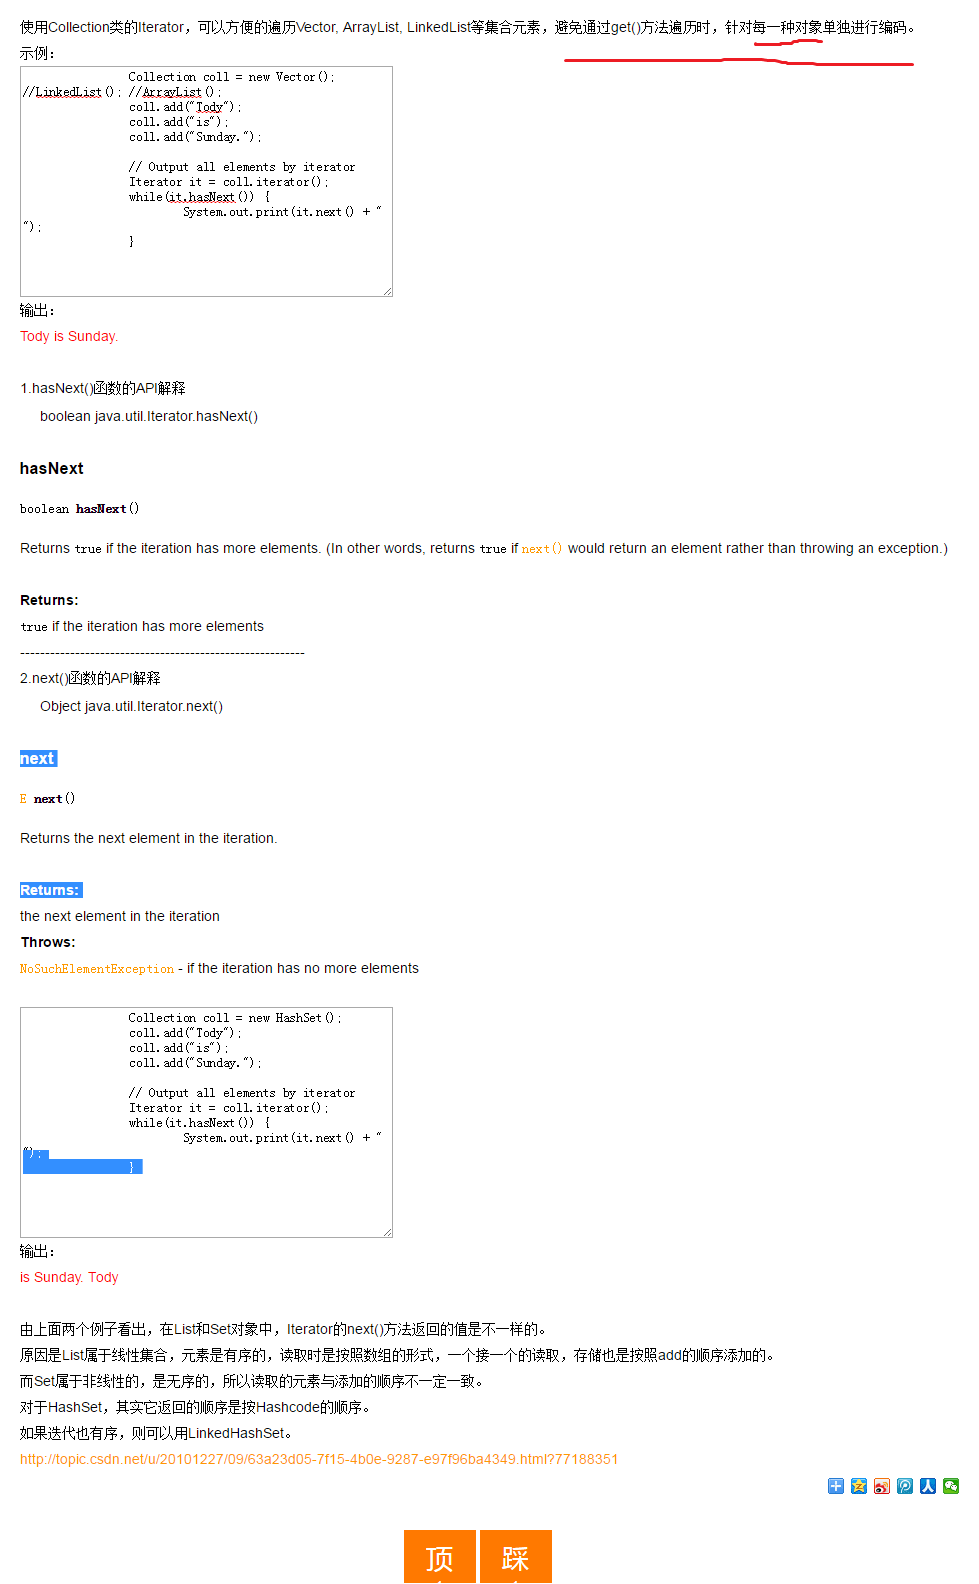 使用Collection类的Iterator，可以方便的遍历Vector, ArrayList, LinkedList等集合元素，避免通过get()方法遍历时，针对每一种对象单独进行编码。
示例：
Collection coll = new Vector();
//LinkedList(); //ArrayList();
coll.add("Tody");
coll.add("is");
coll.add("Sunday.");
// Output all elements by iterator
Iterator it = coll.iterator();
while(it.hasNext()) {
System.out.print(it.next() + "
");
}
输出：
Tody is Sunday.
1.hasNext()函数的API解释
boolean java.util.Iterator.hasNext()
hasNext
boolean hasNext()
Returns true if the iteration has more elements. (In other words, returns true if next() would return an element rather than throwing an exception.)
Returns:
true if the iteration has more elements
---------------------------------------------------------
2.next()函数的API解释
Object java.util.Iterator.next()
next
E next()
Returns the next element in the iteration.
Returns:
the next element in the iteration
Throws:
NoSuchElementException - if the iteration has no more elements
Collection coll = new HashSet();
coll.add("Tody");
coll.add("is");
coll.add("Sunday.");
// Output all elements by iterator
Iterator it = coll.iterator();
while(it.hasNext()) {
System.out.print(it.next() + "
");
}
输出：
is Sunday. Tody
由上面两个例子看出，在List和Set对象中，Iterator的next()方法返回的值是不一样的。
原因是List属于线性集合，元素是有序的，读取时是按照数组的形式，一个接一个的读取，存储也是按照add的顺序添加的。
而Set属于非线性的，是无序的，所以读取的元素与添加的顺序不一定一致。
对于HashSet，其实它返回的顺序是按Hashcode的顺序。
如果迭代也有序，则可以用LinkedHashSet。
http://topic.csdn.net/u/20101227/09/63a23d05-7f15-4b0e-9287-e97f96ba4349.html?77188351
顶 踩